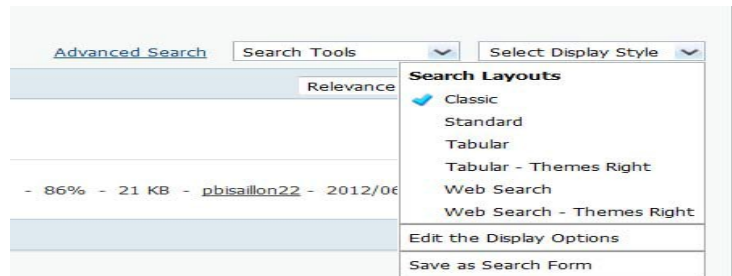 Advanced Search Search Tools Select Display Style
Search Layouts
Relevance
Classic
Standard
Tabular
Tabular - Themes Right
- 86% - 21 KB - pbisaillon22 - 2012/06
Web Search
Web Search - Themes Right
Edit the Display Options
Save as Search Form